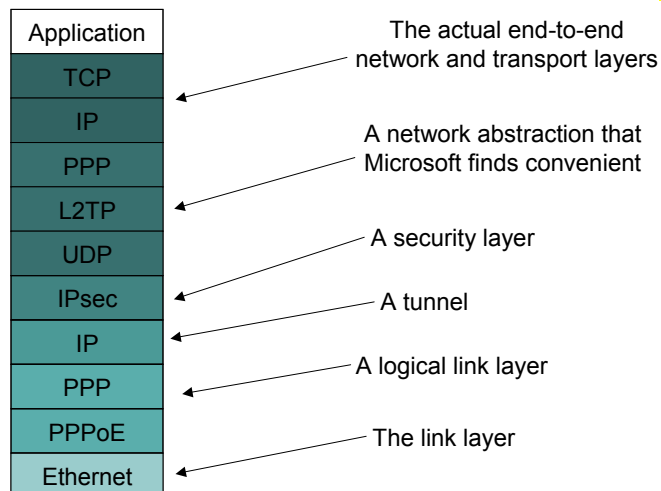 Application
TCP
IP
PPP
L2TP
UDP
IPsec
IP
PPP
PPPoE
Ethernet
The actual end-to-end
network and transport layers
A network abstraction that
Microsoft finds convenient
A security layer
A tunnel
A logical link layer
The link layer